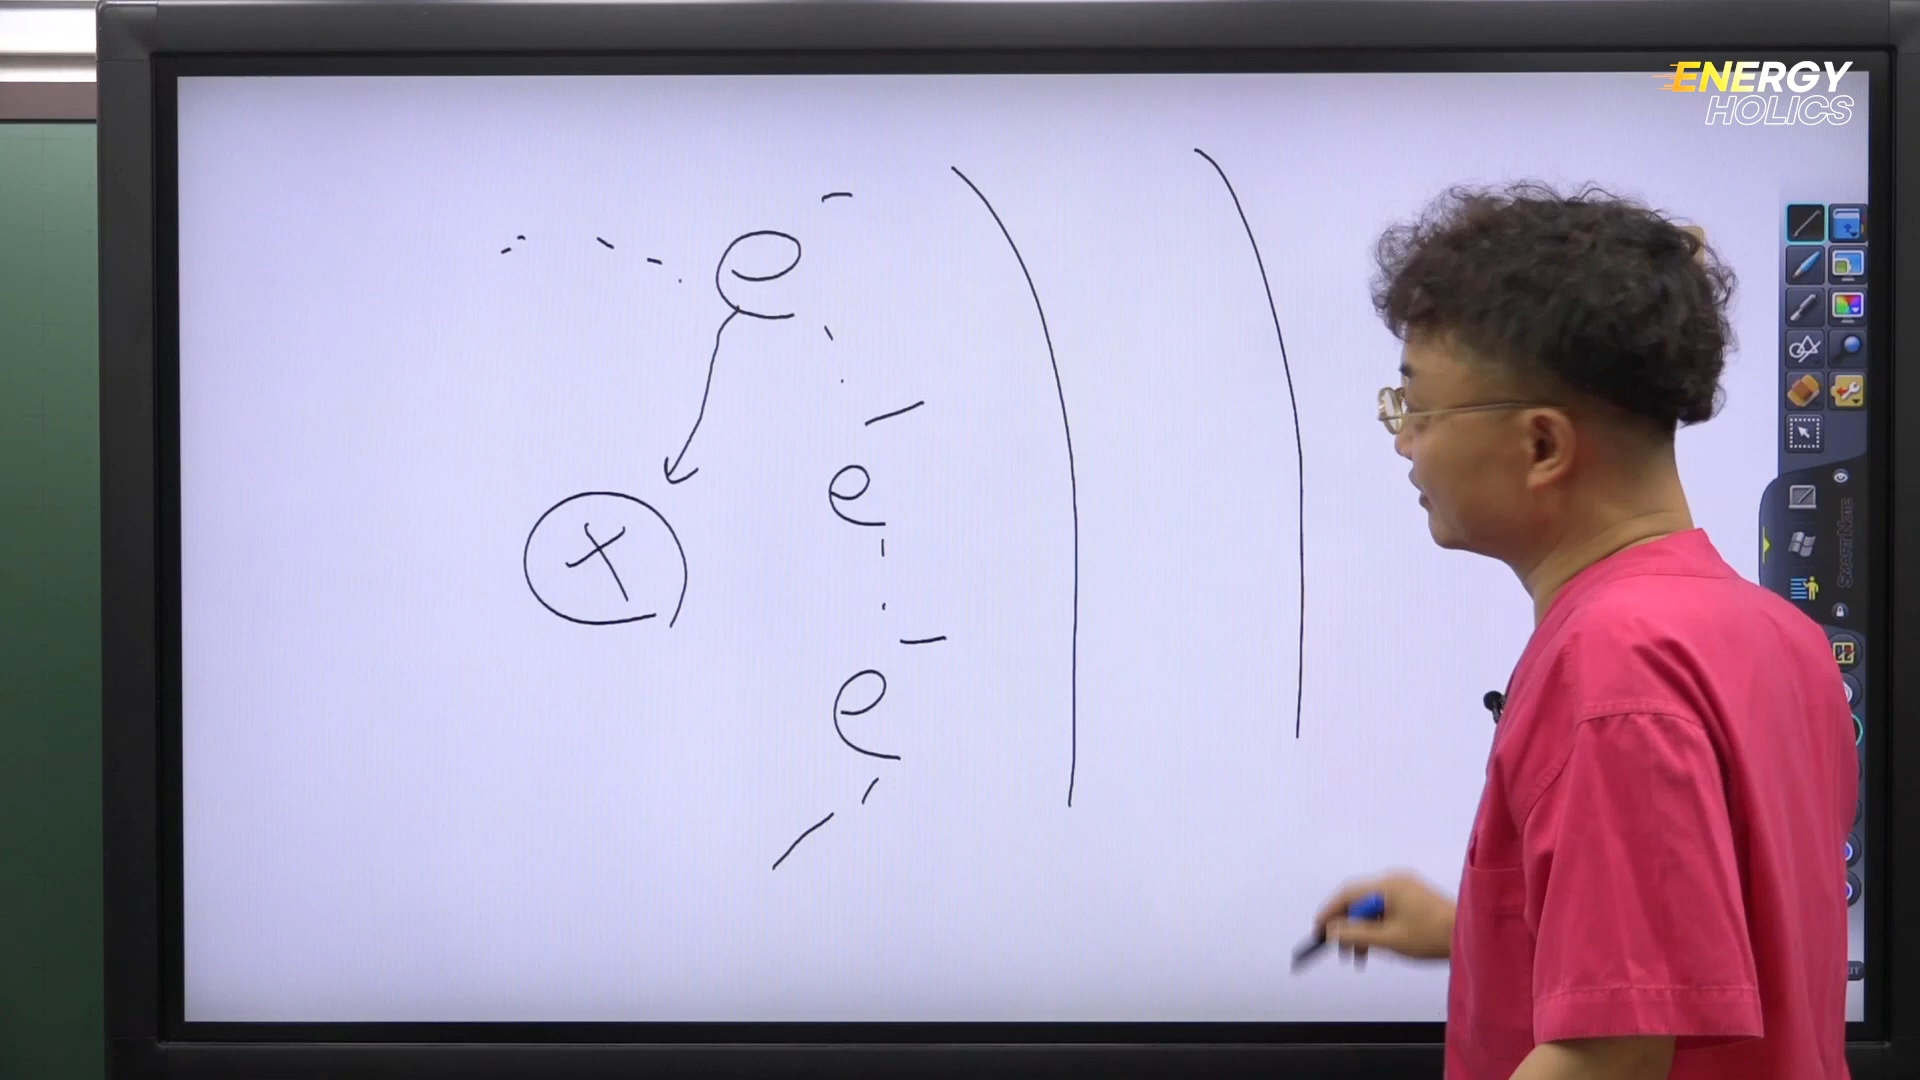 ENERGY
HOLICS
e -
+
e -
e -